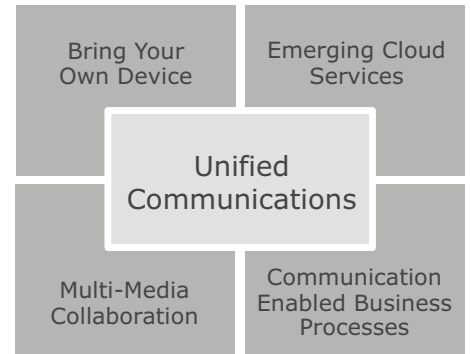 Bring Your
Own Device
Emerging Cloud
Services
Unified
Communications
Multi-Media
Collaboration
Communication
Enabled Business
Processes